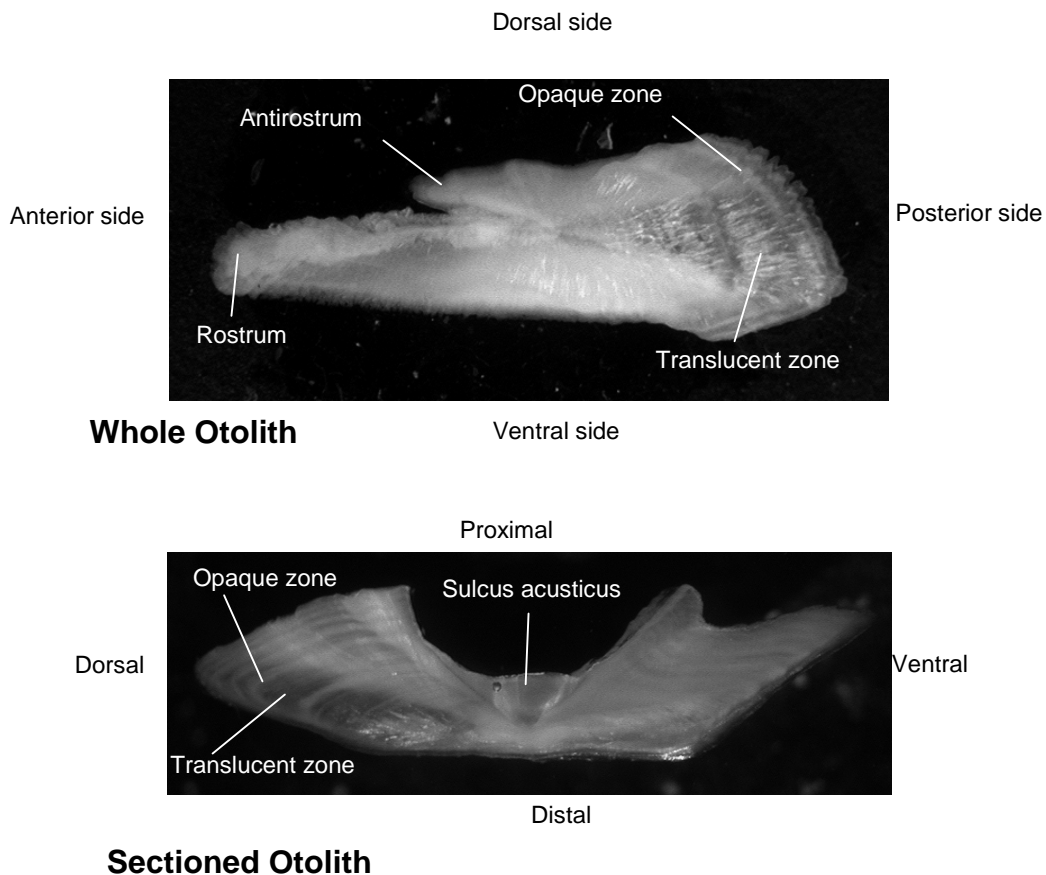 Dorsal side
Opaque zone
Antirostrum
Anterior side
Posterior side
Rostrum
Translucent zone
Whole Otolith
Ventral side
Proximal
Opaque zone
Sulcus acusticus
Dorsal
Ventral
Translucent zone
Distal
Sectioned Otolith